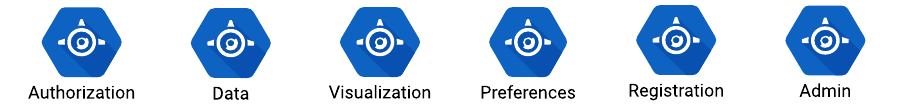 Authorization
Data
Visualization
Preferences
Registration
Admin